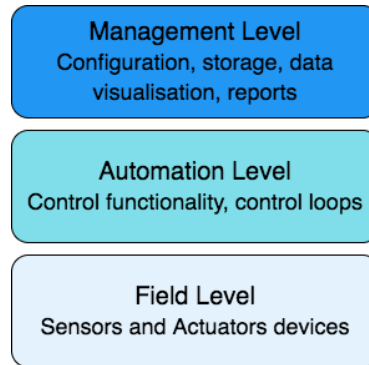 Management Level
Configuration, storage, data
visualisation, reports
Automation Level
Control functionality, control loops
Field Level
Sensors and Actuators devices